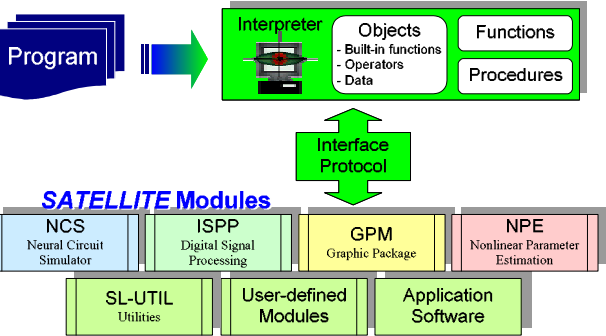 Program
Interpreter
Objects
- Built-in functions
- Operators
- Data
Functions
Procedures
Interface
Protocol
SATELLITE Modules
NCS
Neural Circuit
Simulator
ISPP
Digital Signal
Processing
GPM
Graphic Package
NPE
Nonlinear Parameter
Estimation
SL-UTIL
Utilities
User-defined
Modules
Application
Software